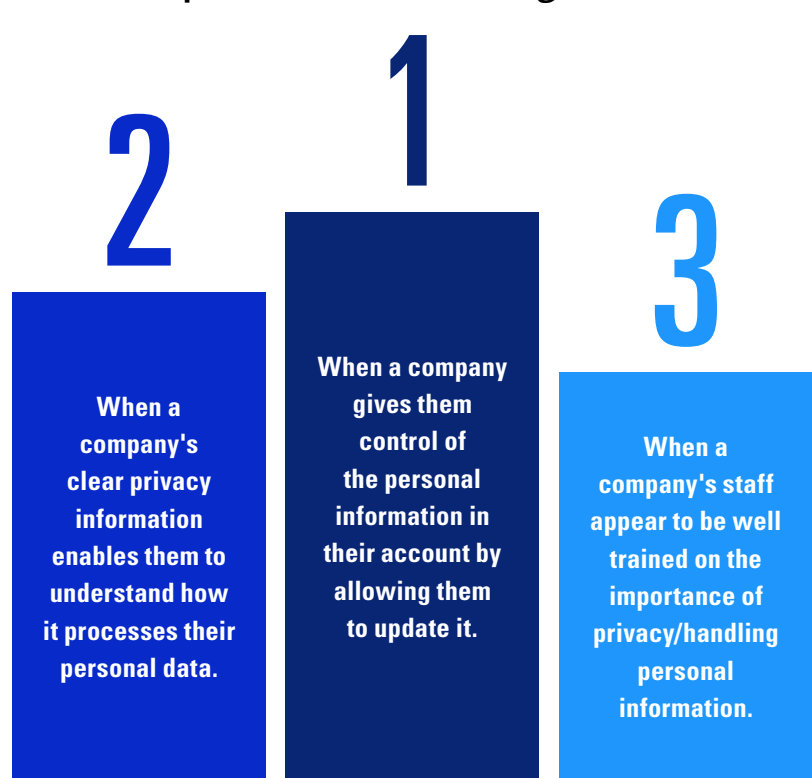 1
2
3
When a
company's
clear privacy
information
enables them to
understand how
it processes their
personal data.
When a company
gives them
control of
the personal
information in
their account by
allowing them
to update it.
When a
company's staff
appear to be well
trained on the
importance of
privacy/handling
personal
information.